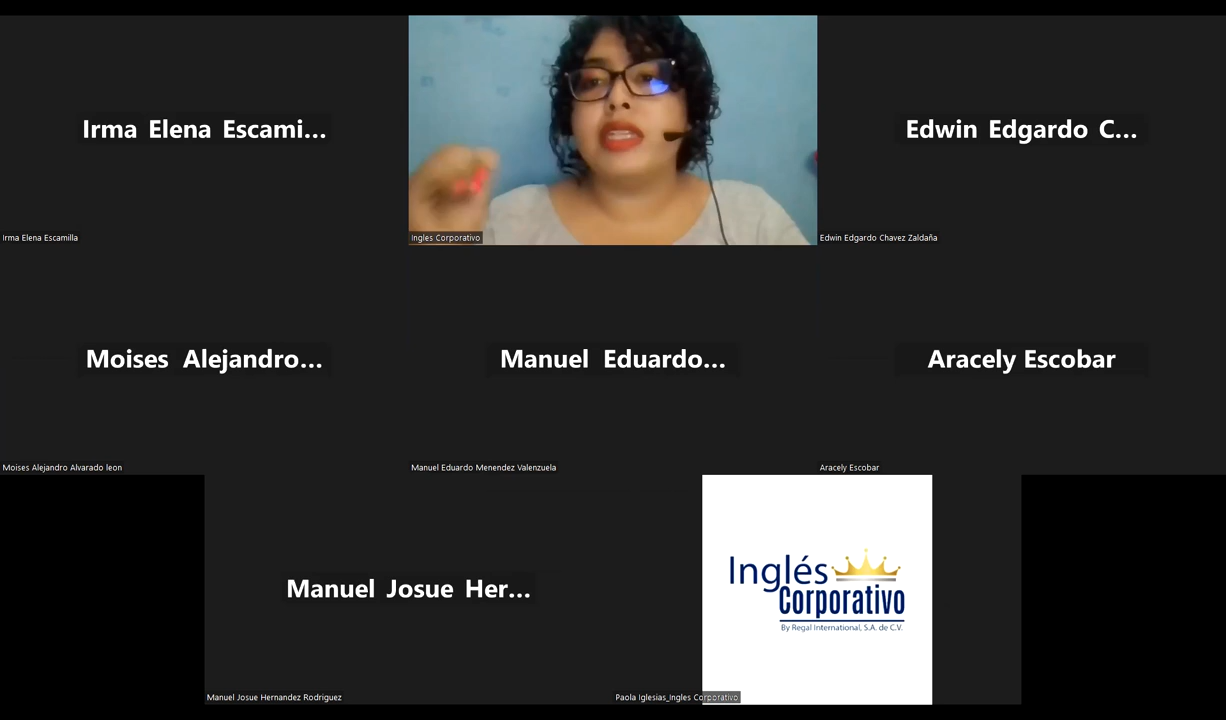 Irma Elena Escami...
Irma Elena Escamilla
Ingles Corporativo
Edwin Edgardo C...
Edwin Edgardo Chavez Zaldaña
Moises Alejandro...
Moises Alejandro Alvarado leon
Manuel Eduardo...
Manuel Eduardo Menendez Valenzuela
Aracely Escobar
Aracely Escobar
Manuel Josue Her...
Manuel Josue Hernandez Rodriguez
Inglés
Corporativo
By Regal International, S.A. de C.V.
Paola Iglesias_Ingles Corporativo